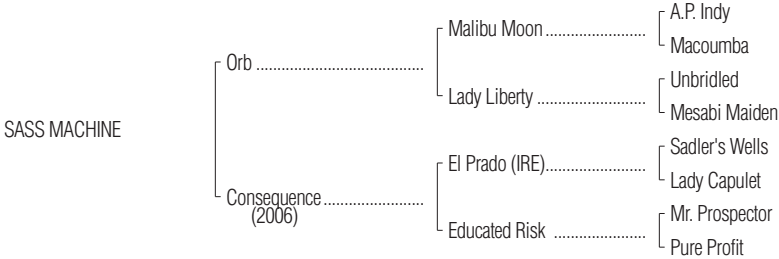 A.P. Indy
Malibu Moon ..........................
Macoumba
Orb ..........................................
Unbridled
Lady Liberty ............................
Mesabi Maiden
SASS MACHINE
Sadler's Wells
El Prado (IRE)..........................
Lady Capulet
Consequence .........................
(2006)
Mr. Prospector
Educated Risk ........................
Pure Profit